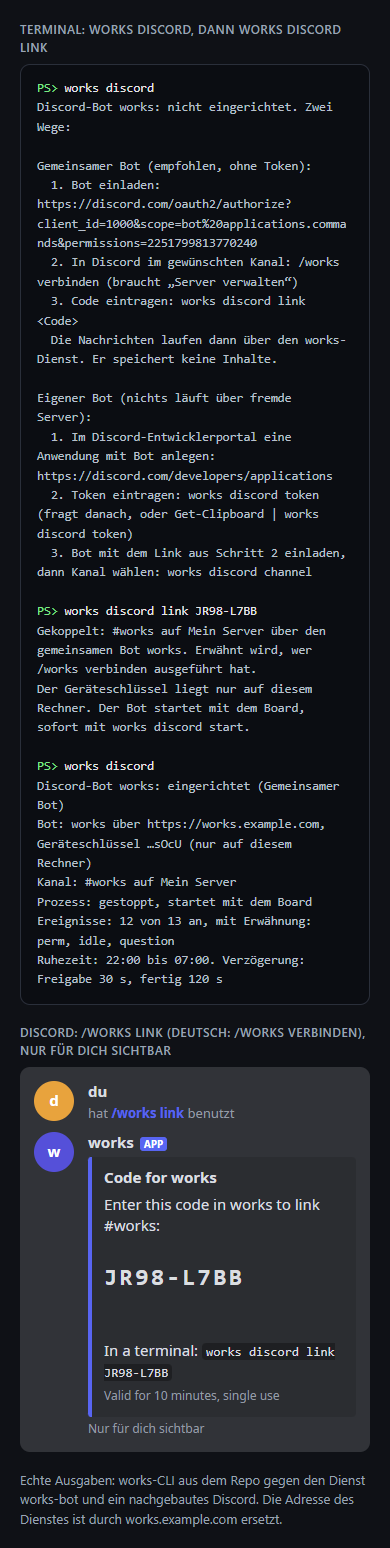 TERMINAL: WORKS DISCORD, DANN WORKS DISCORD
LINK
PS> works discord
Discord-Bot works: nicht eingerichtet. Zwei
Wege:
Gemeinsamer Bot (empfohlen, ohne Token):
1. Bot einladen:
https://discord.com/oauth2/authorize?
client_id=1000&scope=bot%20applications.comma
nds&permissions=2251799813770240
2. In Discord im gewünschten Kanal: /works
verbinden (braucht „Server verwalten“)
3. Code eintragen: works discord link
<Code>
Die Nachrichten laufen dann über den works-
Dienst. Er speichert keine Inhalte.
Eigener Bot (nichts läuft über fremde
Server):
1. Im Discord-Entwicklerportal eine
Anwendung mit Bot anlegen:
https://discord.com/developers/applications
2. Token eintragen: works discord token
(fragt danach, oder Get-Clipboard | works
discord token)
3. Bot mit dem Link aus Schritt 2 einladen,
dann Kanal wählen: works discord channel
PS> works discord link JR98-L7BB
Gekoppelt: #works auf Mein Server über den
gemeinsamen Bot works. Erwähnt wird, wer
/works verbinden ausgeführt hat.
Der Geräteschlüssel liegt nur auf diesem
Rechner. Der Bot startet mit dem Board,
sofort mit works discord start.
PS> works discord
Discord-Bot works: eingerichtet (Gemeinsamer
Bot)
Bot: works über https://works.example.com,
Geräteschlüssel …sOcU (nur auf diesem
Rechner)
Kanal: #works auf Mein Server
Prozess: gestoppt, startet mit dem Board
Ereignisse: 12 von 13 an, mit Erwähnung:
perm, idle, question
Ruhezeit: 22:00 bis 07:00. Verzögerung:
Freigabe 30 s, fertig 120 s
DISCORD: /WORKS LINK (DEUTSCH: /WORKS VERBINDEN),
NUR FÜR DICH SICHTBAR
d
du
hat /works link benutzt
w
works APP
Code for works
Enter this code in works to link
#works:
JR98-L7BB
In a terminal: works discord link
JR98-L7BB
Valid for 10 minutes, single use
Nur für dich sichtbar
Echte Ausgaben: works-CLI aus dem Repo gegen den Dienst
works-bot und ein nachgebautes Discord. Die Adresse des
Dienstes ist durch works.example.com ersetzt.